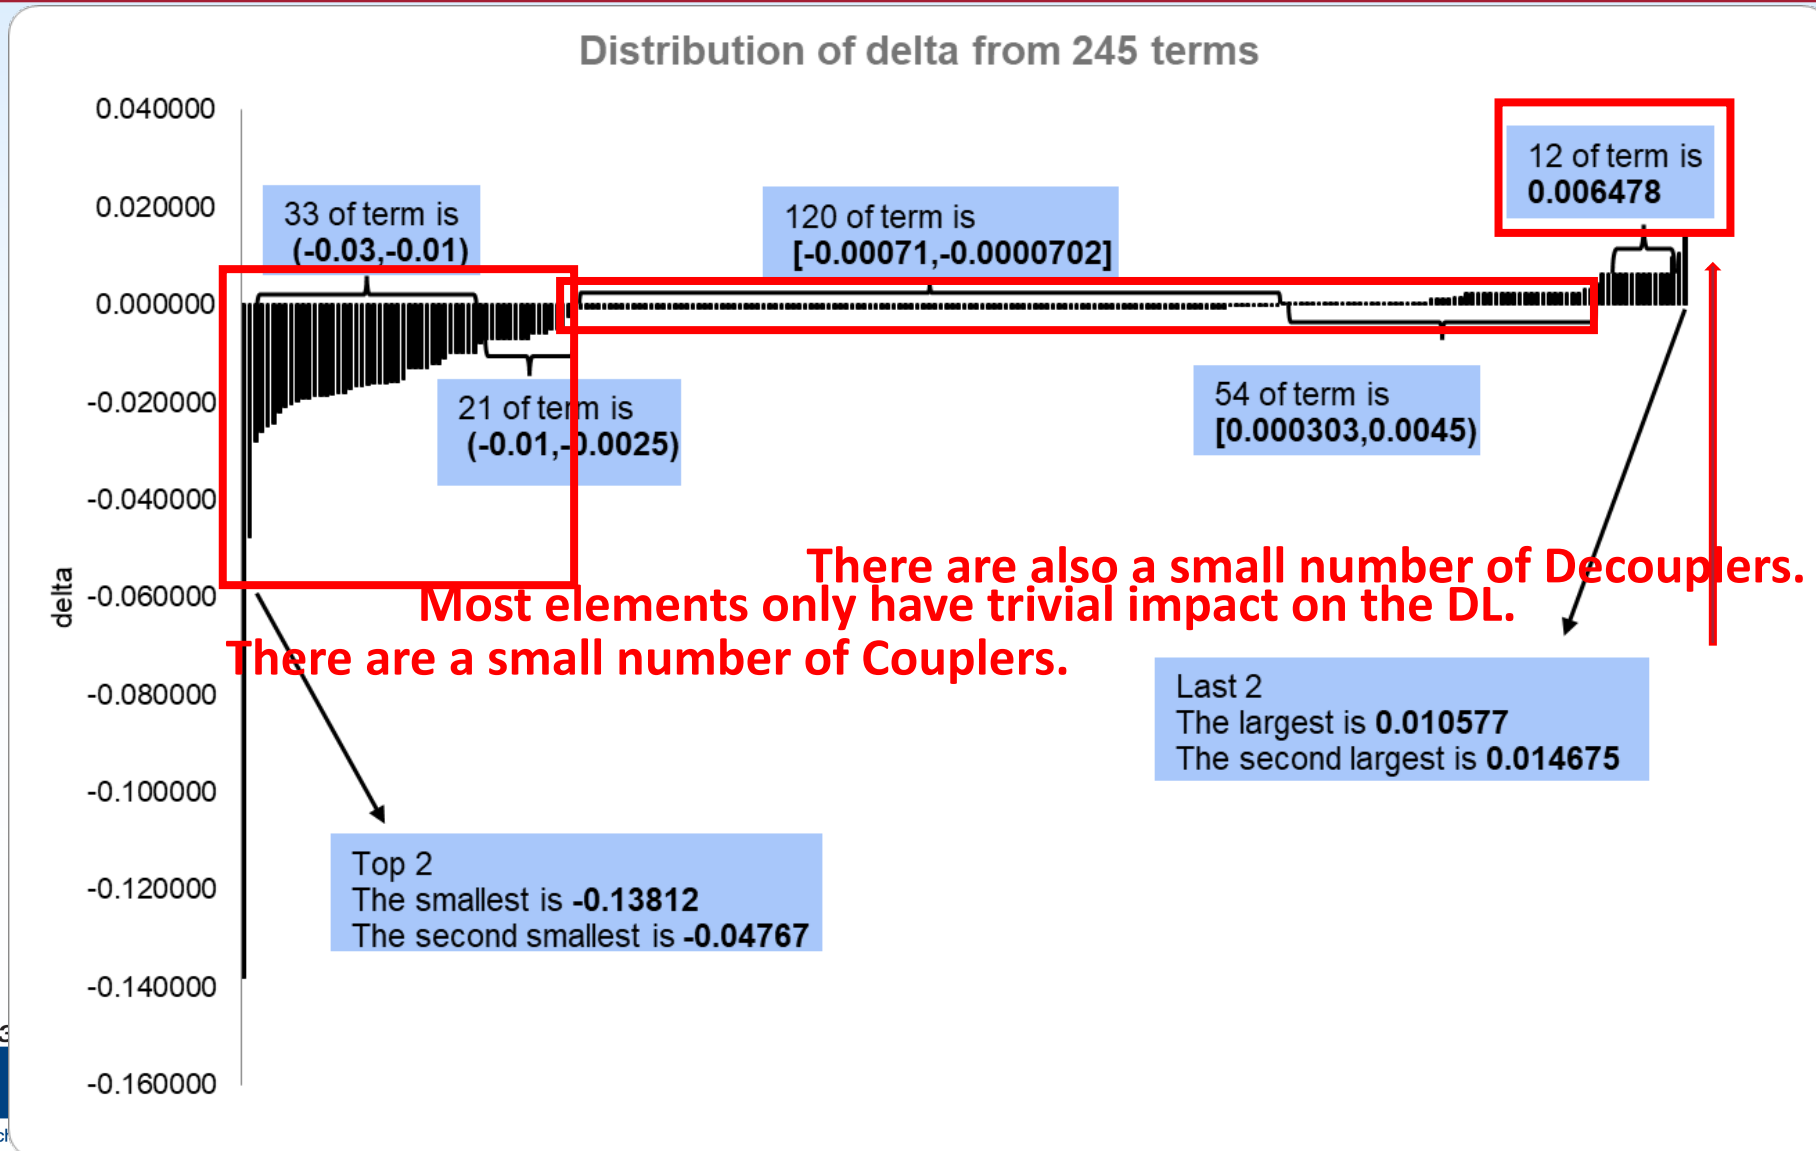 Distribution of delta from 245 terms
0.040000
0.020000
0.000000
-0.020000
-0.040000
-0.060000
-0.080000
-0.100000
-0.120000
-0.140000
-0.160000
delta
33 of term is
(-0.03,-0.01)
120 of term is
[-0.00071,-0.0000702]
12 of term is
0.006478
21 of term is
(-0.01,-0.0025)
54 of term is
[0.000303,0.0045)
There are also a small number of Decouplers.
Most elements only have trivial impact on the DL.
There are a small number of Couplers.
Last 2
The largest is 0.010577
The second largest is 0.014675
Top 2
The smallest is -0.13812
The second smallest is -0.04767